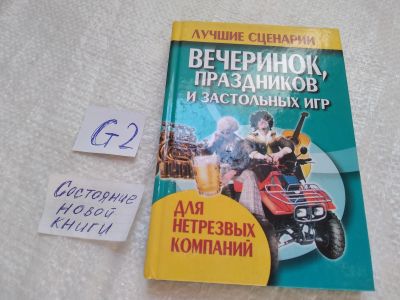 ЛУЧШИЕ СЦЕНАРИИ
ВЕЧЕРИНОК,
ПРАЗДНИКОВ
И ЗАСТОЛЬНЫХ ИГР
ДЛЯ
НЕТРЕЗВЫХ
КОМПАНИЙ
G2
Состояние
новой
книги